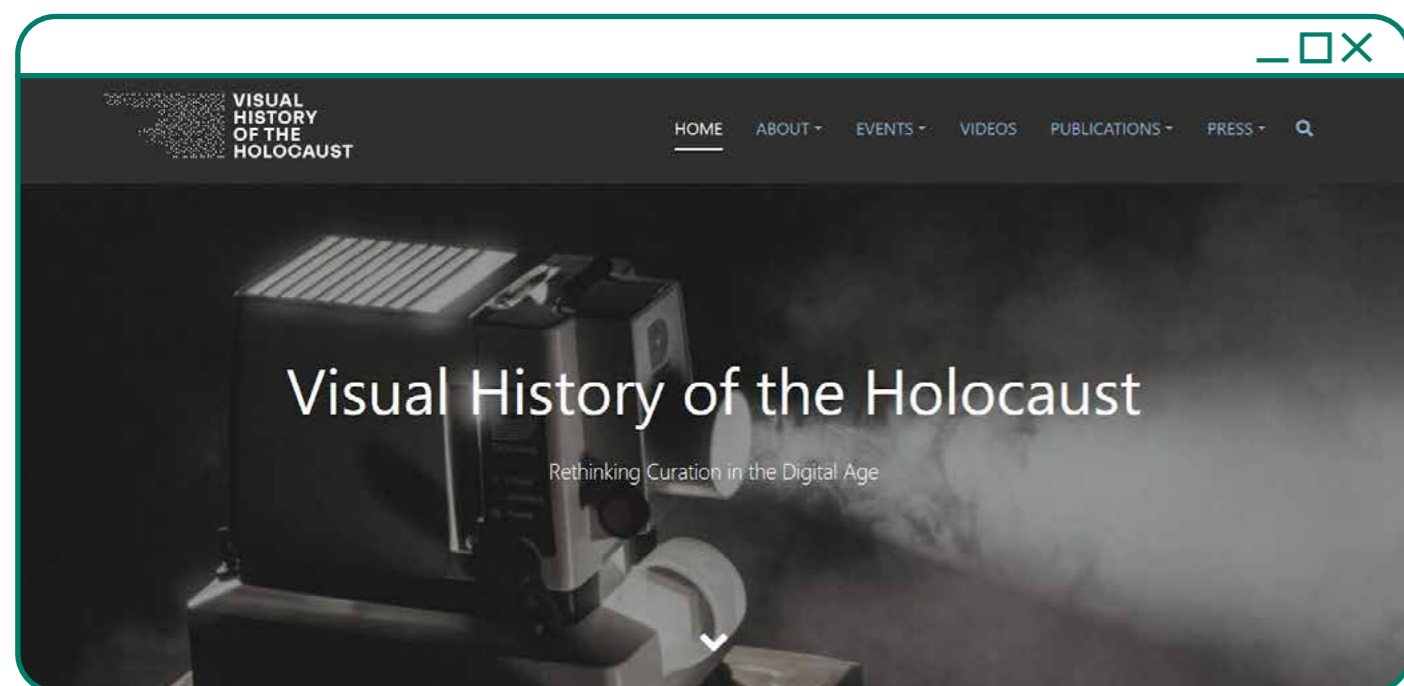 VISUAL
HISTORY
OF THE
HOLOCAUST
HOME ABOUT EVENTS VIDEOS PUBLICATIONS PRESS
Visual History of the Holocaust
Rethinking Curation in the Digital Age